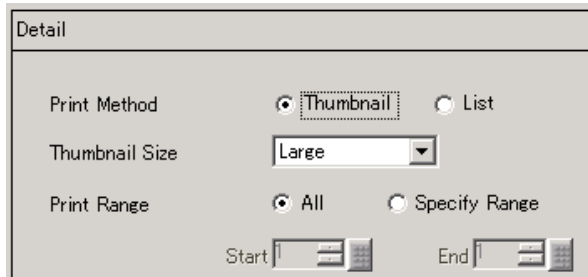 Detail
Print Method Thumbnail List
Thumbnail Size Large
Print Range All Specify Range
Start 1 End 1